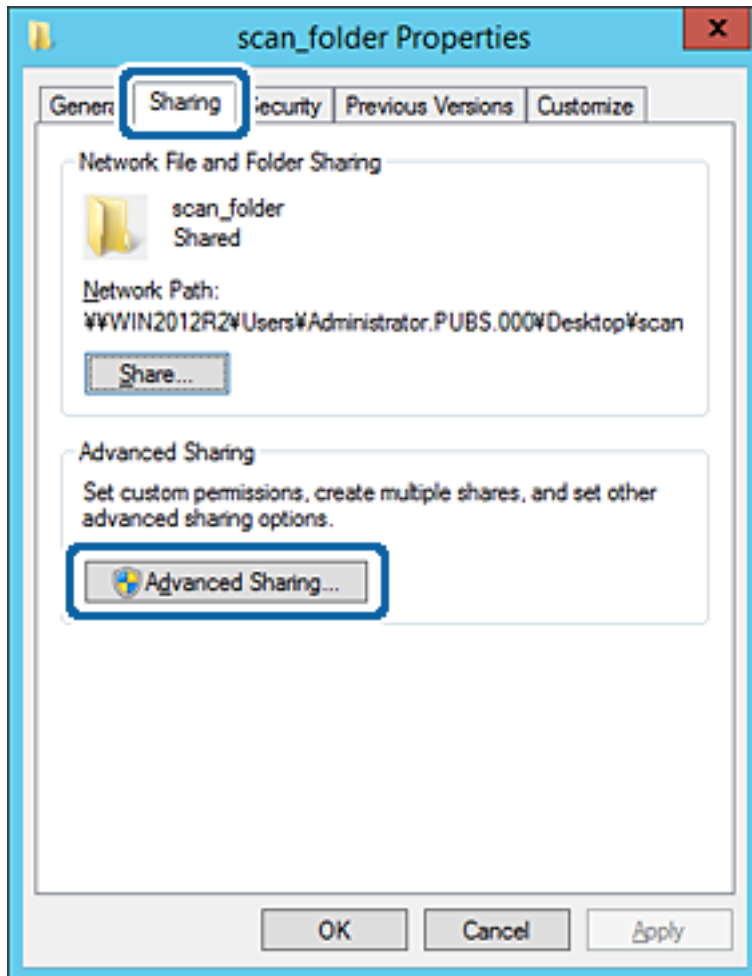 scan_folder Properties
x
Genera Sharing ecurity Previous Versions Customize
Network File and Folder Sharing
scan_folder
Shared
Network Path:
¥¥WIN2012R2¥Users¥Administrator.PUBS.000¥Desktop¥scan
Share...
Advanced Sharing
Set custom permissions, create multiple shares, and set other
advanced sharing options.
Advanced Sharing...
OK Cancel Apply